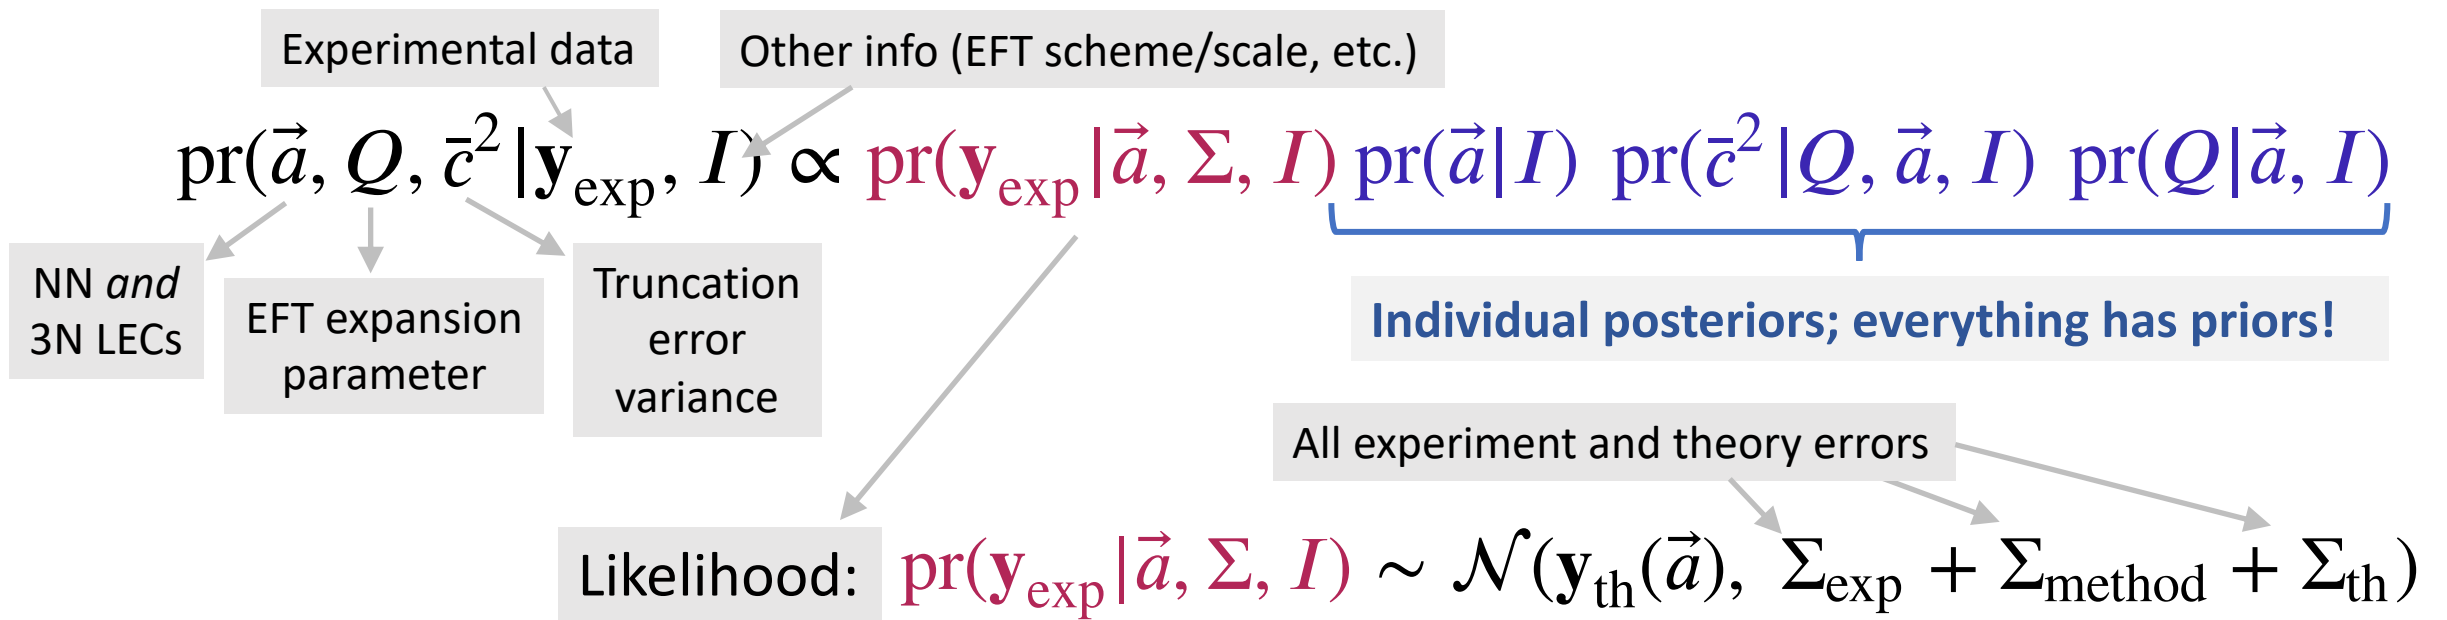 Experimental data
Other info (EFT scheme/scale, etc.)
pr(a⃗, Q, c̄² | y_exp, I) ∝ pr(y_exp | a⃗, Σ, I) pr(a⃗ | I) pr(c̄² | Q, a⃗, I) pr(Q | a⃗, I)
NN and
3N LECs
EFT expansion
parameter
Truncation
error
variance
Individual posteriors; everything has priors!
All experiment and theory errors
Likelihood: pr(y_exp | a⃗, Σ, I) ~ 𝒩(y_th(a⃗), Σ_exp + Σ_method + Σ_th)